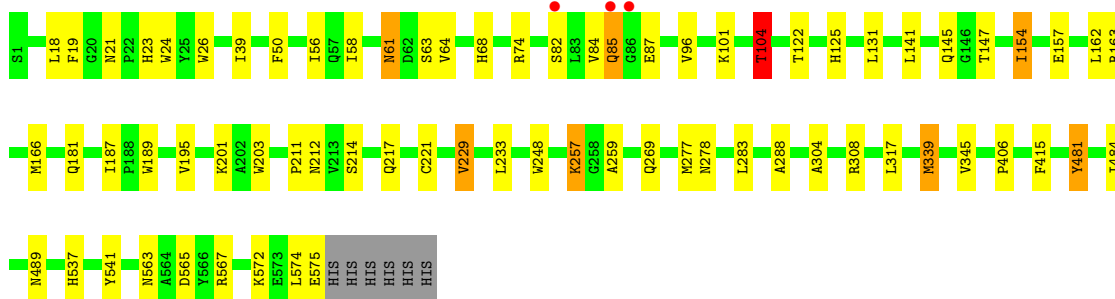 S1 L18 F19 G20 N21 P22 H23 W24 Y25 W26 I39 F50 I56 Q57 I58 N61 D62 S63 V64 H68 R74 S82 L83 V84 Q85 G86 E87 V96 K101 T104 T122 H125 L131 L141 Q145 G146 T147 I154 E157 L162 R163
M166 Q181 I187 P188 W189 V195 K201 A202 W203 P211 N212 V213 S214 Q217 C221 V229 L233 W248 K257 G258 A259 Q269 M277 N278 L283 A288 A304 R308 L317 M339 V345 P406 F415 Y481
N489 H537 Y541 N563 A564 D565 Y566 R567 K572 E573 L574 E575 HIS HIS HIS HIS HIS HIS